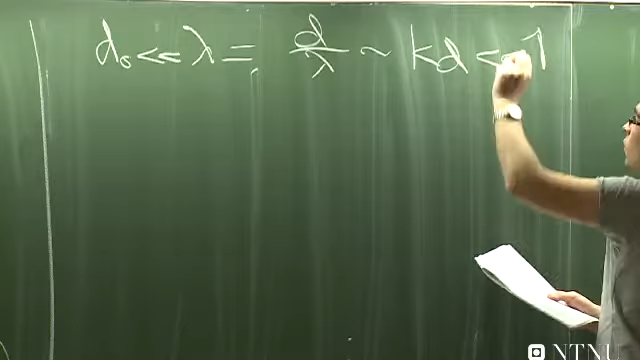 d₀ << λ = d/λ ~ kd << 1
NTNU